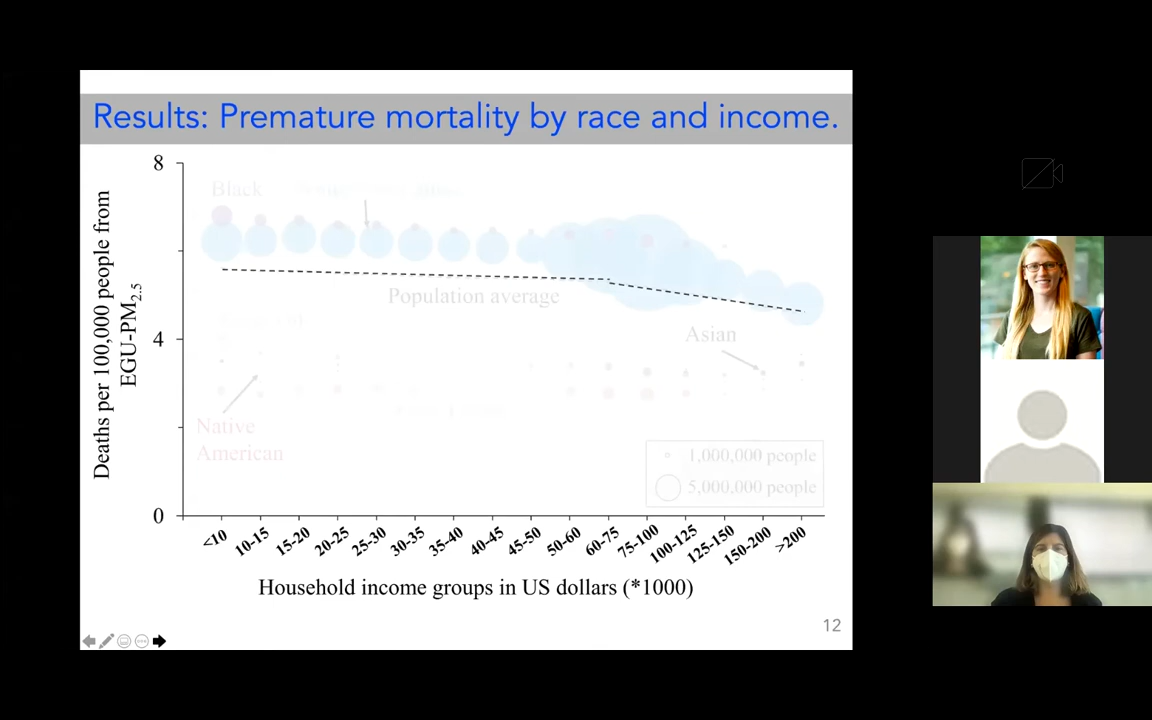 Results: Premature mortality by race and income.
8
4
0
Deaths per 100,000 people from
EGU-PM2.5
Black
Population average
Asian
Native
American
1,000,000 people
5,000,000 people
<10
10-15
15-20
20-25
25-30
30-35
35-40
40-45
45-50
50-60
60-75
75-100
100-125
125-150
150-200
>200
Household income groups in US dollars (*1000)
12